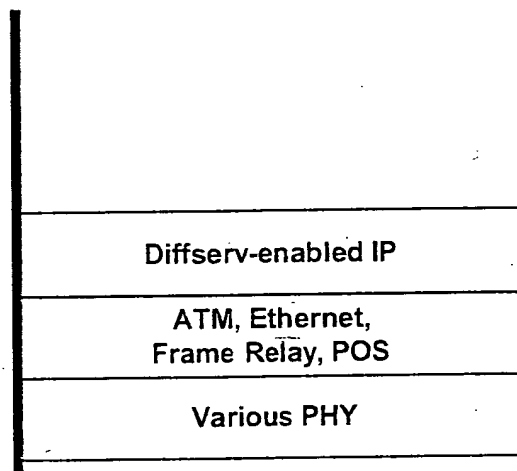 Diffserv-enabled IP
ATM, Ethernet,
Frame Relay, POS
Various PHY